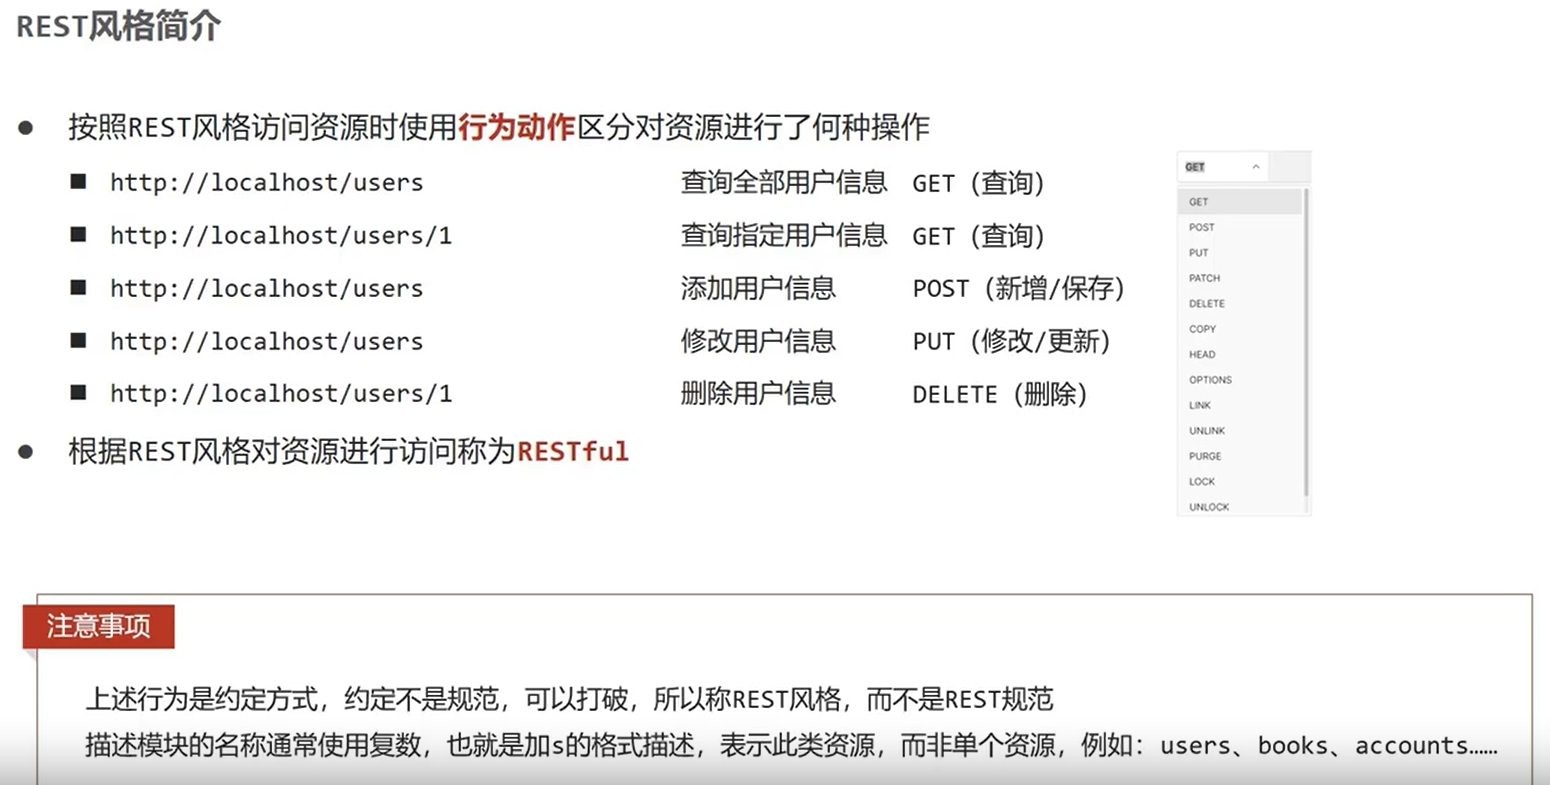 REST风格简介
按照REST风格访问资源时使用行为动作区分对资源进行了何种操作
http://localhost/users 查询全部用户信息 GET（查询）
http://localhost/users/1 查询指定用户信息 GET（查询）
http://localhost/users 添加用户信息 POST（新增/保存）
http://localhost/users 修改用户信息 PUT（修改/更新）
http://localhost/users/1 删除用户信息 DELETE（删除）
根据REST风格对资源进行访问称为RESTful
GET
GET
POST
PUT
PATCH
DELETE
COPY
HEAD
OPTIONS
LINK
UNLINK
PURGE
LOCK
UNLOCK
注意事项
上述行为是约定方式，约定不是规范，可以打破，所以称REST风格，而不是REST规范
描述模块的名称通常使用复数，也就是加s的格式描述，表示此类资源，而非单个资源，例如：users、books、accounts……